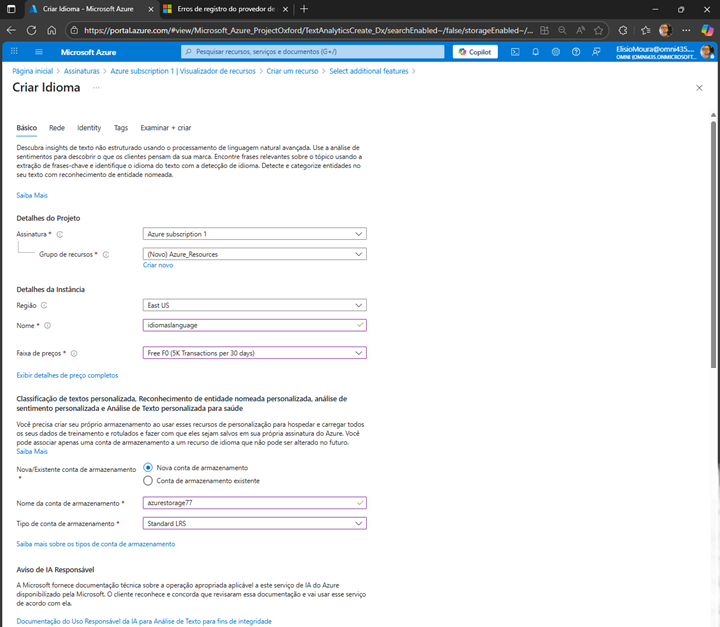 Criar Idioma - Microsoft Azure
Erros de registro do provedor de
https://portal.azure.com/#view/Microsoft_Azure_ProjectOxford/TextAnalyticsCreate_Dx/searchEnabled~/false/storageEnabled~/...
Microsoft Azure
Pesquisar recursos, serviços e documentos (G+/)
Copilot
ElisioMoura@omni435....
OMNI (OMNI435.ONMICROSOFT....
Página inicial > Assinaturas > Azure subscription 1 | Visualizador de recursos > Criar um recurso > Select additional features >
Criar Idioma ...
Básico Rede Identity Tags Examinar + criar
Descubra insights de texto não estruturado usando o processamento de linguagem natural avançada. Use a análise de
sentimentos para descobrir o que os clientes pensam da sua marca. Encontre frases relevantes sobre o tópico usando a
extração de frases-chave e identifique o idioma do texto com a detecção de idioma. Detecte e categorize entidades no
seu texto com reconhecimento de entidade nomeada.
Saiba Mais
Detalhes do Projeto
Assinatura * Azure subscription 1
Grupo de recursos * (Novo) Azure_Resources
Criar novo
Detalhes da Instância
Região East US
Nome * idiomaslanguage
Faixa de preços * Free F0 (5K Transactions per 30 days)
Exibir detalhes de preço completos
Classificação de textos personalizada, Reconhecimento de entidade nomeada personalizada, análise de
sentimento personalizada e Análise de Texto personalizada para saúde
Você precisa criar seu próprio armazenamento ao usar esses recursos de personalização para hospedar e carregar todos
os seus dados de treinamento e rotulados e fazer com que eles sejam salvos em sua própria assinatura do Azure. Você
pode associar apenas uma conta de armazenamento a um recurso de idioma que não pode ser alterado no futuro.
Saiba Mais
Nova/Existente conta de armazenamento * Nova conta de armazenamento
Conta de armazenamento existente
Nome da conta de armazenamento * azurestorage77
Tipo de conta de armazenamento * Standard LRS
Saiba mais sobre os tipos de conta de armazenamento
Aviso de IA Responsável
A Microsoft fornece documentação técnica sobre a operação apropriada aplicável a este serviço de IA do Azure
disponibilizada pela Microsoft. O cliente reconhece e concorda que revisaram essa documentação e vai usar esse serviço
de acordo com ela.
Documentação do Uso Responsável da IA para Análise de Texto para fins de integridade